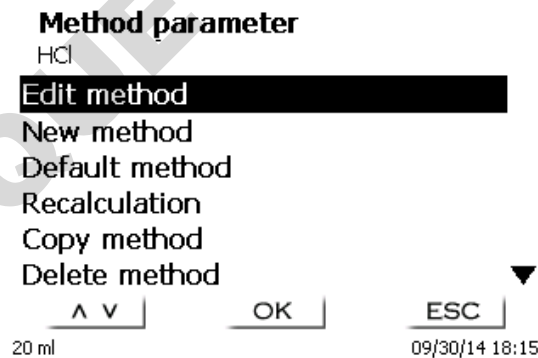 Method parameter
HCl
Edit method
New method
Default method
Recalculation
Copy method
Delete method
∧ ∨ OK ESC
20 ml 09/30/14 18:15